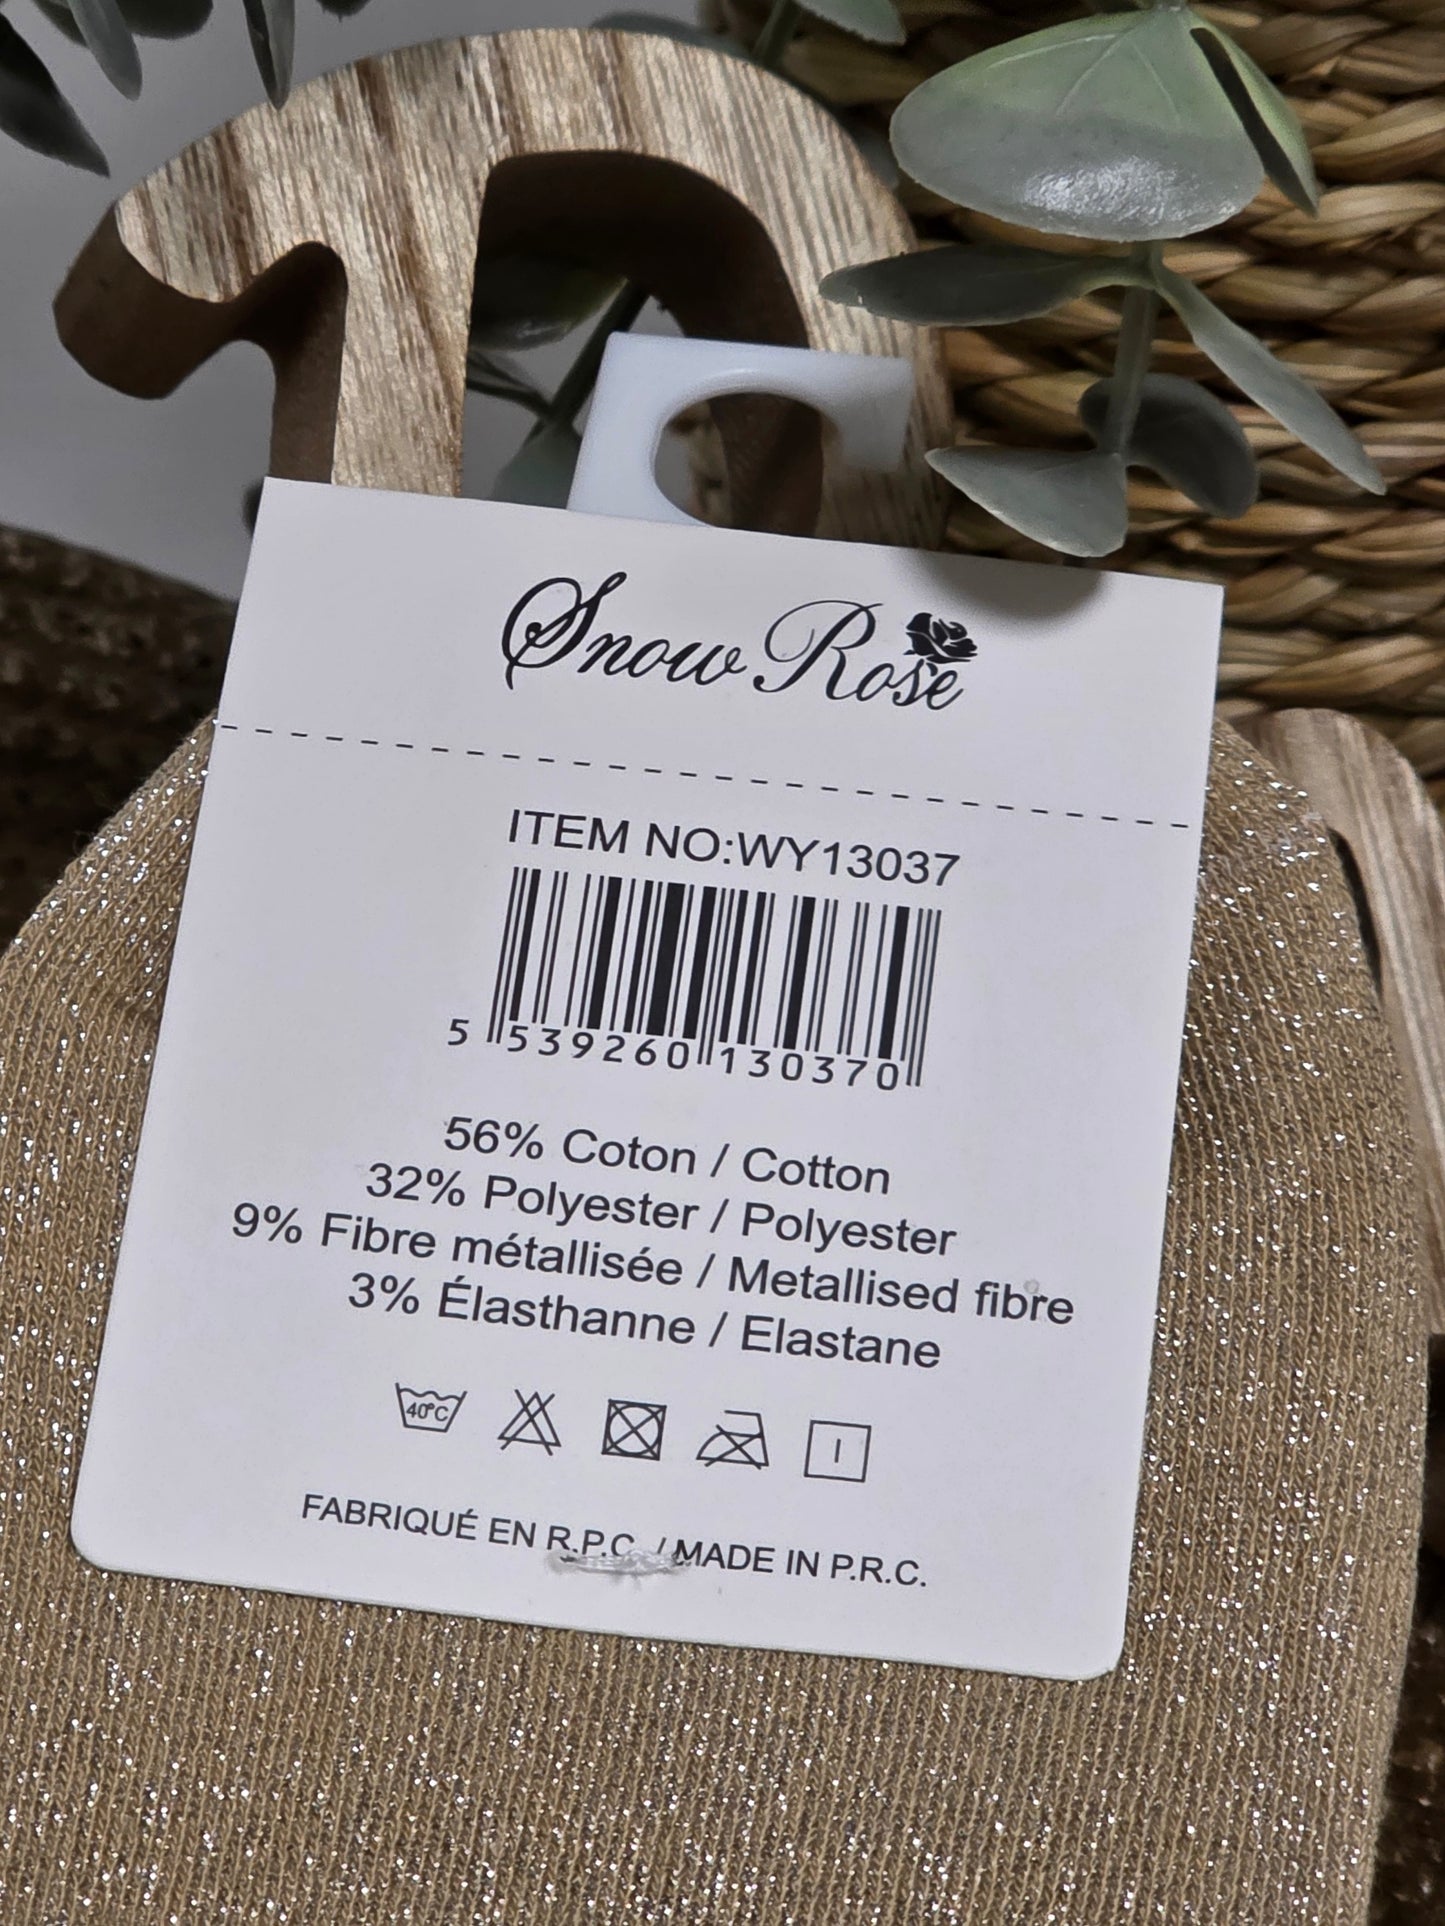 Snow Rose
ITEM NO:WY13037
5 539260 130370
56% Coton / Cotton
32% Polyester / Polyester
9% Fibre métallisée / Metallised fibre
3% Élasthanne / Elastane
40°C
FABRIQUÉ EN R.P.C. / MADE IN P.R.C.